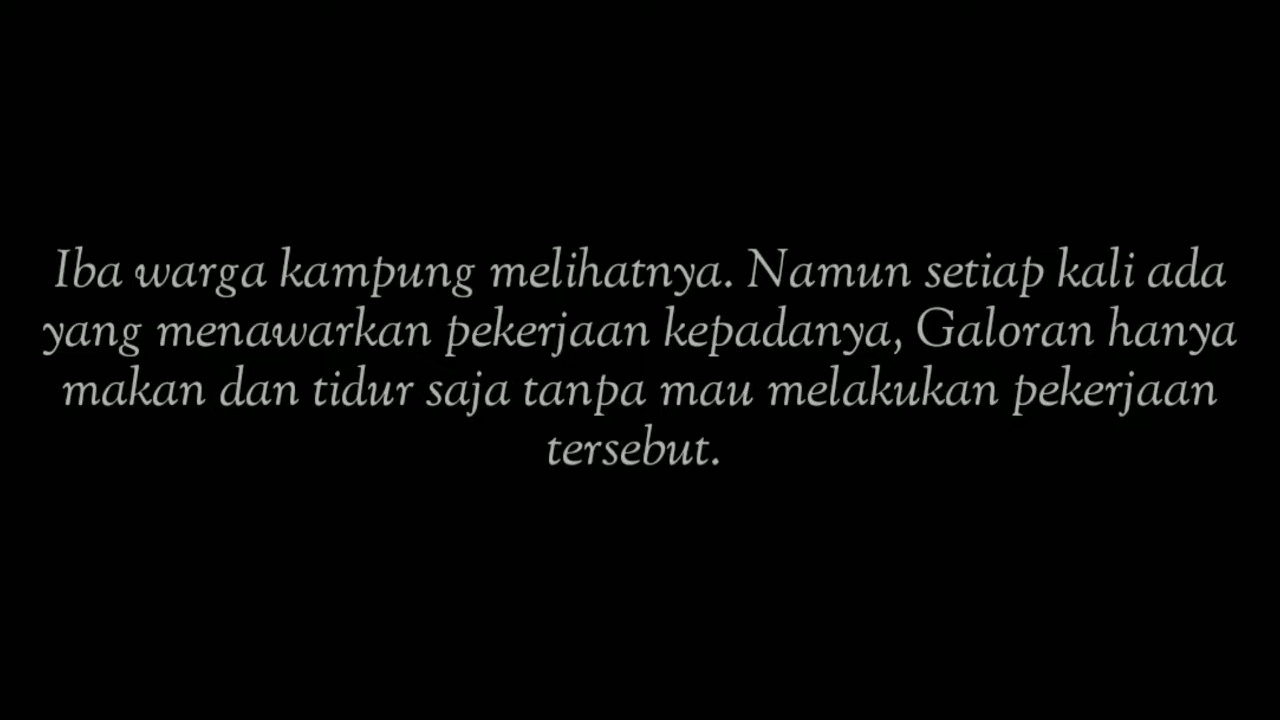 Iba warga kampung melihatnya. Namun setiap kali ada
yang menawarkan pekerjaan kepadanya, Galoran hanya
makan dan tidur saja tanpa mau melakukan pekerjaan
tersebut.